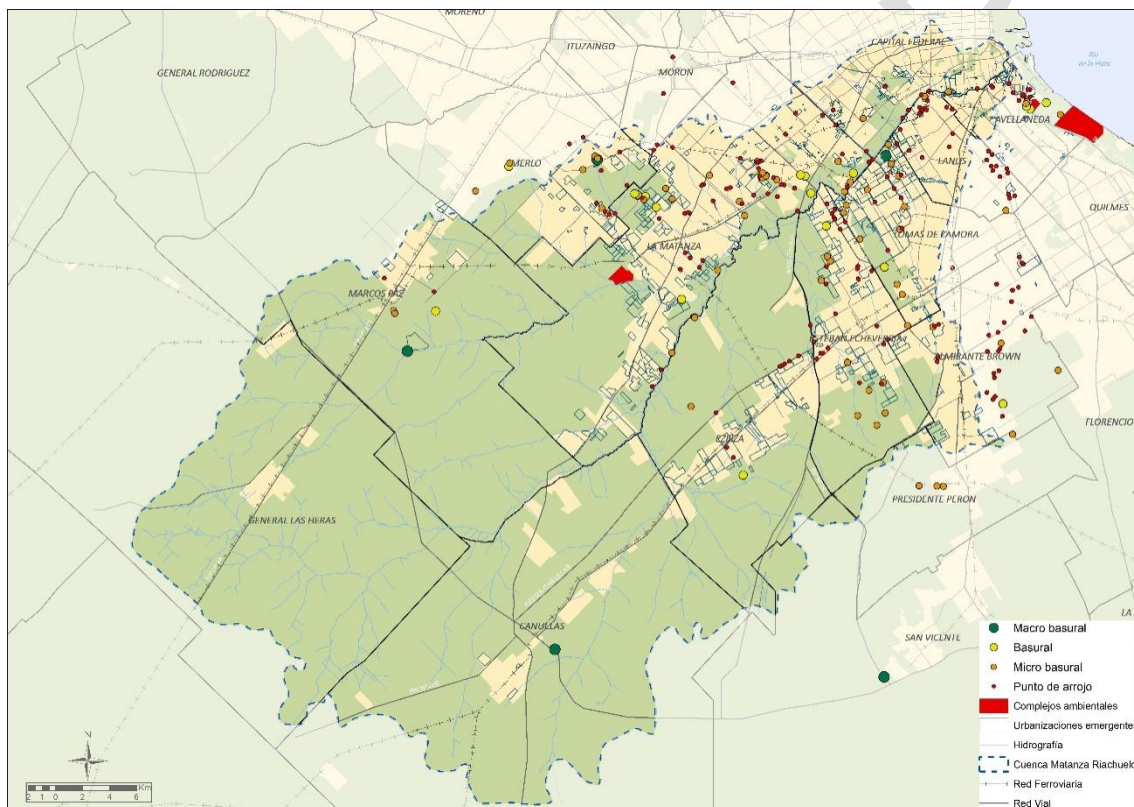 MORENO
CAPITAL FEDERAL
ITUZAINGO
Río
de la Plata
GENERAL RODRIGUEZ
MORON
AVELLANEDA
MERLO
LANUS
QUILMES
LOMAS DE ZAMORA
LA MATANZA
MARCOS PAZ
ESTEBAN ECHEVERRIA
ALMIRANTE BROWN
FLORENCIO
EZEIZA
PRESIDENTE PERON
GENERAL LAS HERAS
CAÑUELAS
SAN VICENTE
LA
Macro basural
Basural
Micro basural
Punto de arrojo
Complejos ambientales
Urbanizaciones emergentes
Hidrografía
Cuenca Matanza Riachuelo
Red Ferroviaria
Red Vial
N
2 1 0 2 4 6 Km